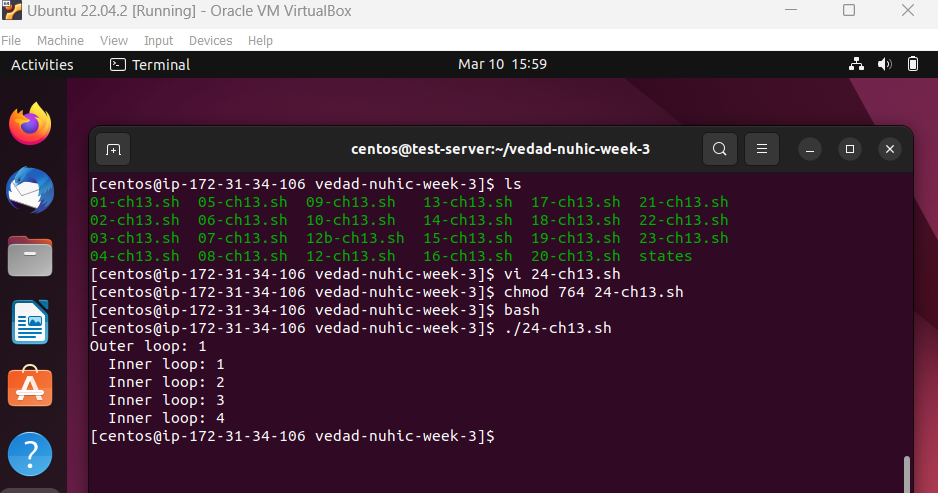 Ubuntu 22.04.2 [Running] - Oracle VM VirtualBox
File Machine View Input Devices Help
Activities Terminal Mar 10 15:59
centos@test-server:~/vedad-nuhic-week-3
[centos@ip-172-31-34-106 vedad-nuhic-week-3]$ ls
01-ch13.sh 05-ch13.sh 09-ch13.sh 13-ch13.sh 17-ch13.sh 21-ch13.sh
02-ch13.sh 06-ch13.sh 10-ch13.sh 14-ch13.sh 18-ch13.sh 22-ch13.sh
03-ch13.sh 07-ch13.sh 12b-ch13.sh 15-ch13.sh 19-ch13.sh 23-ch13.sh
04-ch13.sh 08-ch13.sh 12-ch13.sh 16-ch13.sh 20-ch13.sh states
[centos@ip-172-31-34-106 vedad-nuhic-week-3]$ vi 24-ch13.sh
[centos@ip-172-31-34-106 vedad-nuhic-week-3]$ chmod 764 24-ch13.sh
[centos@ip-172-31-34-106 vedad-nuhic-week-3]$ bash
[centos@ip-172-31-34-106 vedad-nuhic-week-3]$ ./24-ch13.sh
Outer loop: 1
  Inner loop: 1
  Inner loop: 2
  Inner loop: 3
  Inner loop: 4
[centos@ip-172-31-34-106 vedad-nuhic-week-3]$